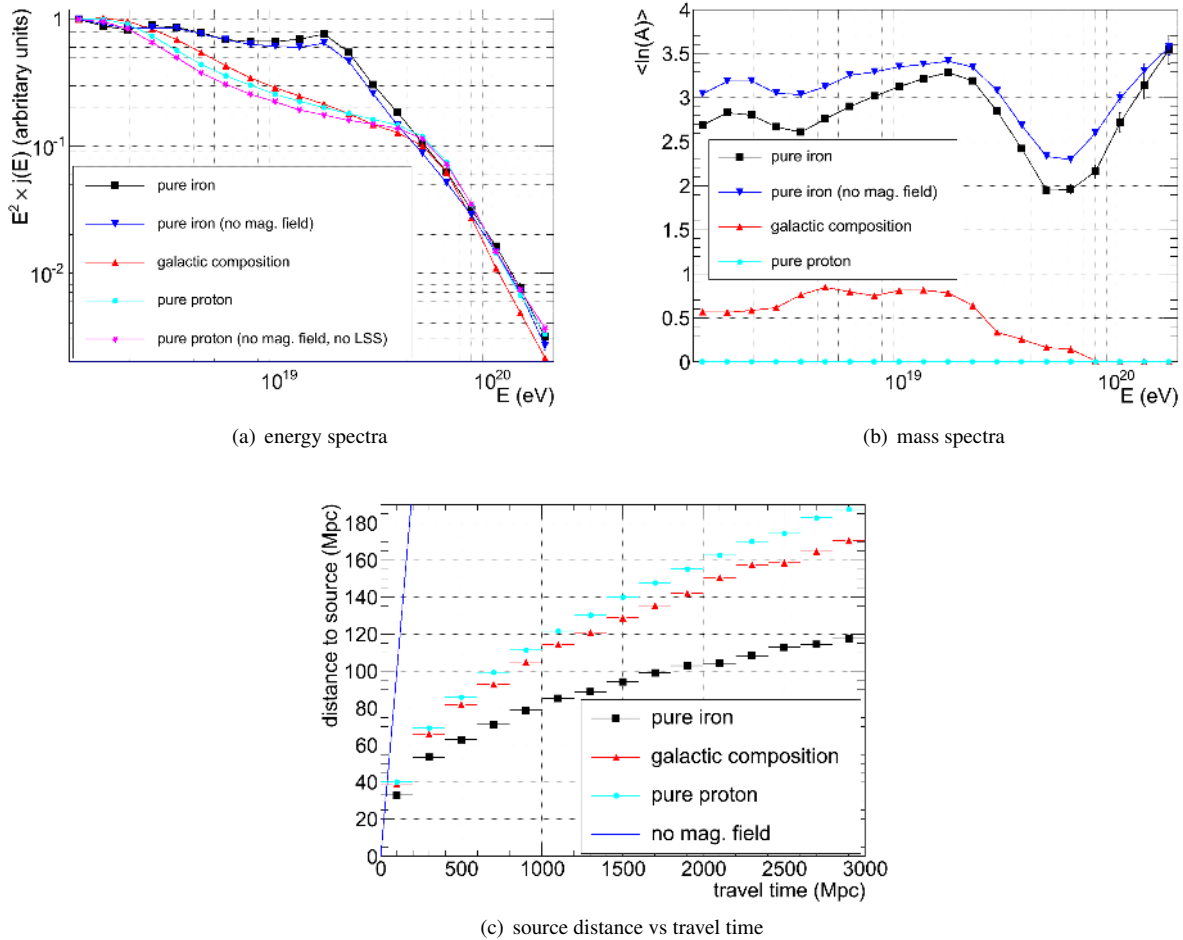 E² × j(E) (arbritary units)
1
10⁻¹
10⁻²
pure iron
pure iron (no mag. field)
galactic composition
pure proton
pure proton (no mag. field, no LSS)
10¹⁹
10²⁰
E (eV)
(a) energy spectra
<ln(A)>
4
3.5
3
2.5
2
1.5
1
0.5
0
pure iron
pure iron (no mag. field)
galactic composition
pure proton
10¹⁹
10²⁰
E (eV)
(b) mass spectra
distance to source (Mpc)
180
160
140
120
100
80
60
40
20
0
pure iron
galactic composition
pure proton
no mag. field
0 500 1000 1500 2000 2500 3000
travel time (Mpc)
(c) source distance vs travel time